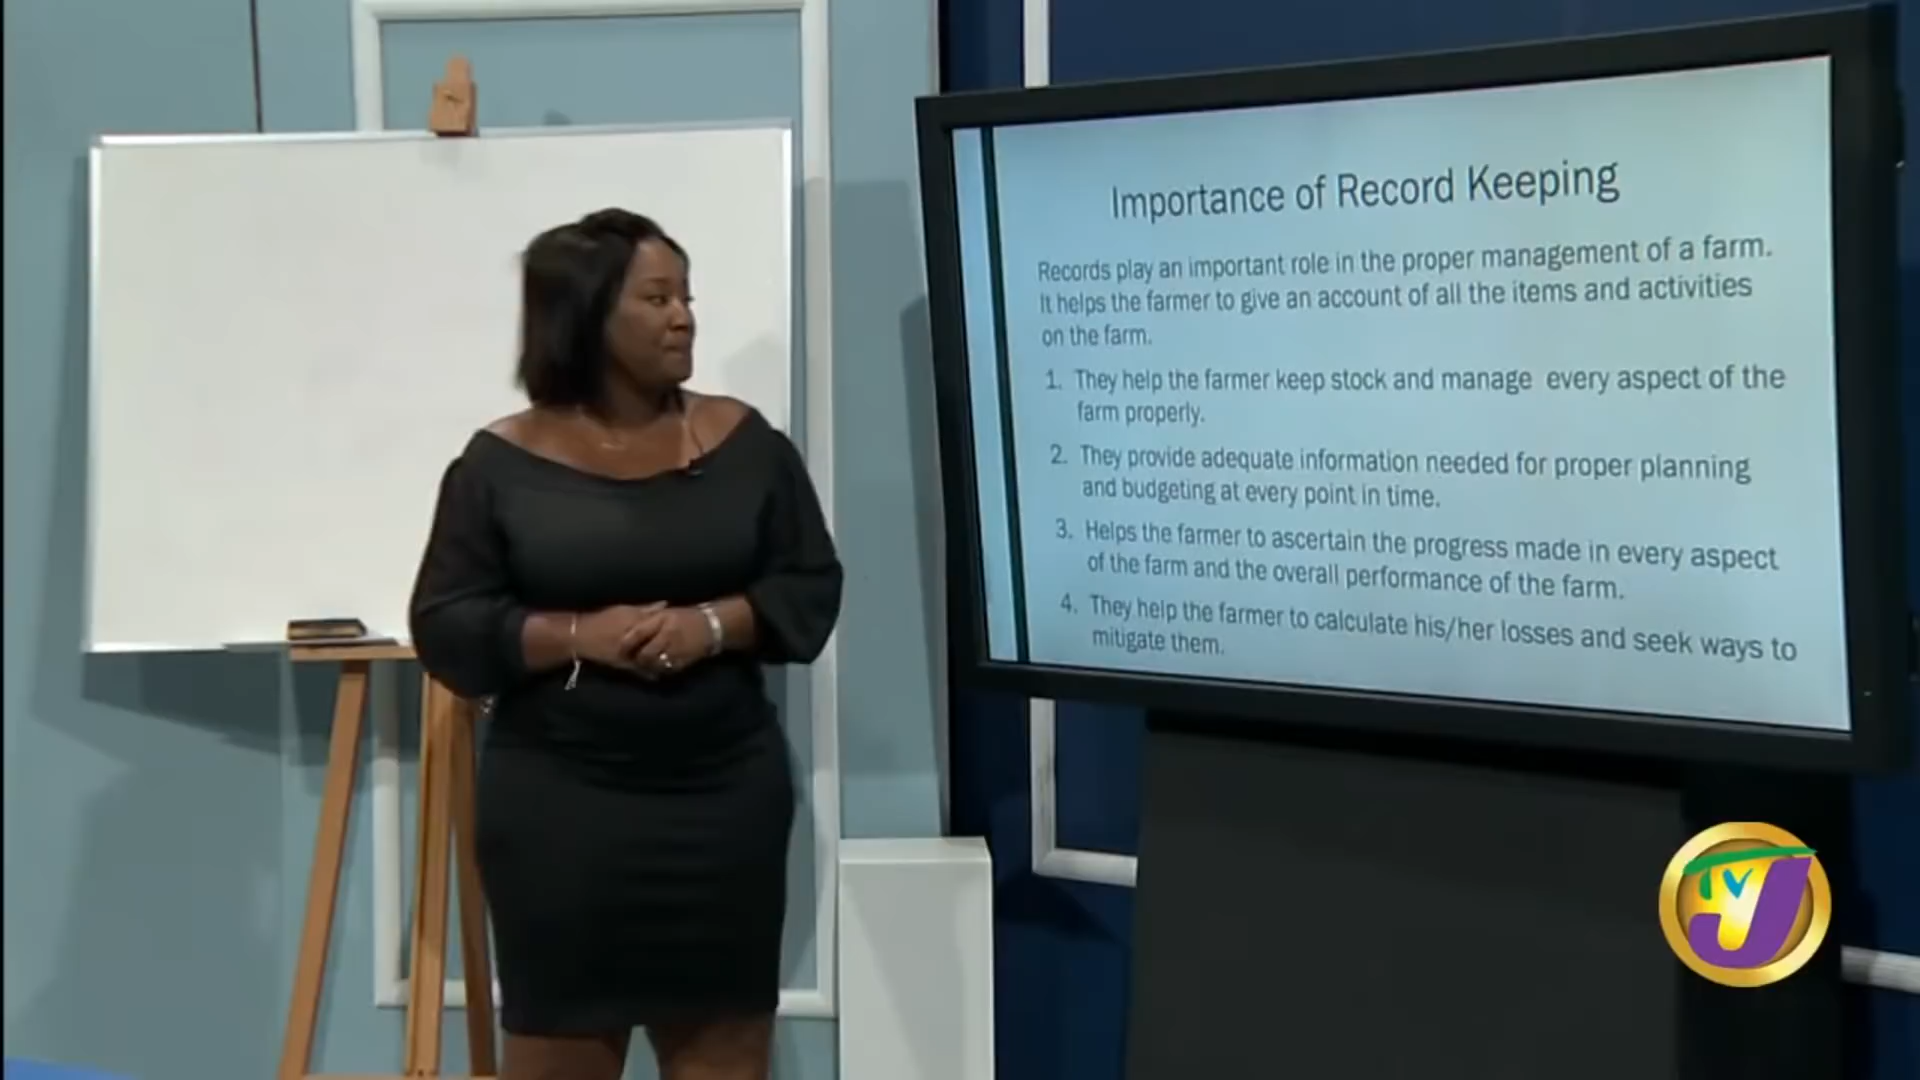 Importance of Record Keeping
Records play an important role in the proper management of a farm.
It helps the farmer to give an account of all the items and activities
on the farm.
1. They help the farmer keep stock and manage every aspect of the
farm properly.
2. They provide adequate information needed for proper planning
and budgeting at every point in time.
3. Helps the farmer to ascertain the progress made in every aspect
of the farm and the overall performance of the farm.
4. They help the farmer to calculate his/her losses and seek ways to
mitigate them.
TVJ